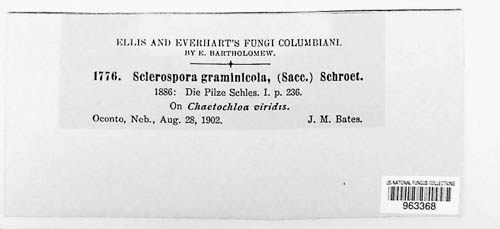 ELLIS AND EVERHART'S FUNGI COLUMBIANI.
BY E. BARTHOLOMEW.
1776. Sclerospora graminicola, (Sacc.) Schroet.
1886: Die Pilze Schles. I. p. 236.
On Chaetochloa viridis.
Oconto, Neb., Aug. 28, 1902. J. M. Bates.
US NATIONAL FUNGUS COLLECTIONS
963368